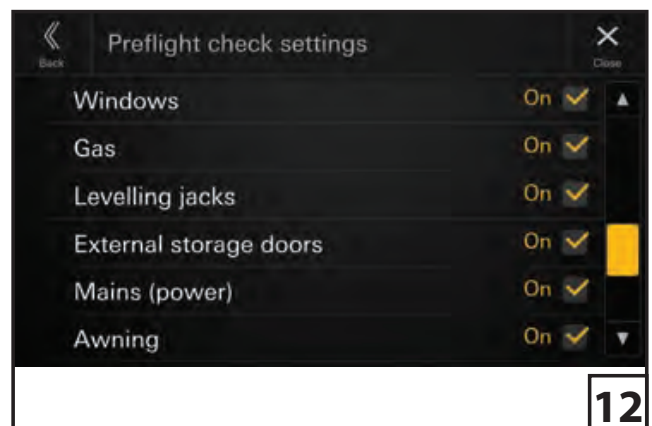 Preflight check settings
Back
Close
Windows On
Gas On
Levelling jacks On
External storage doors On
Mains (power) On
Awning On
12